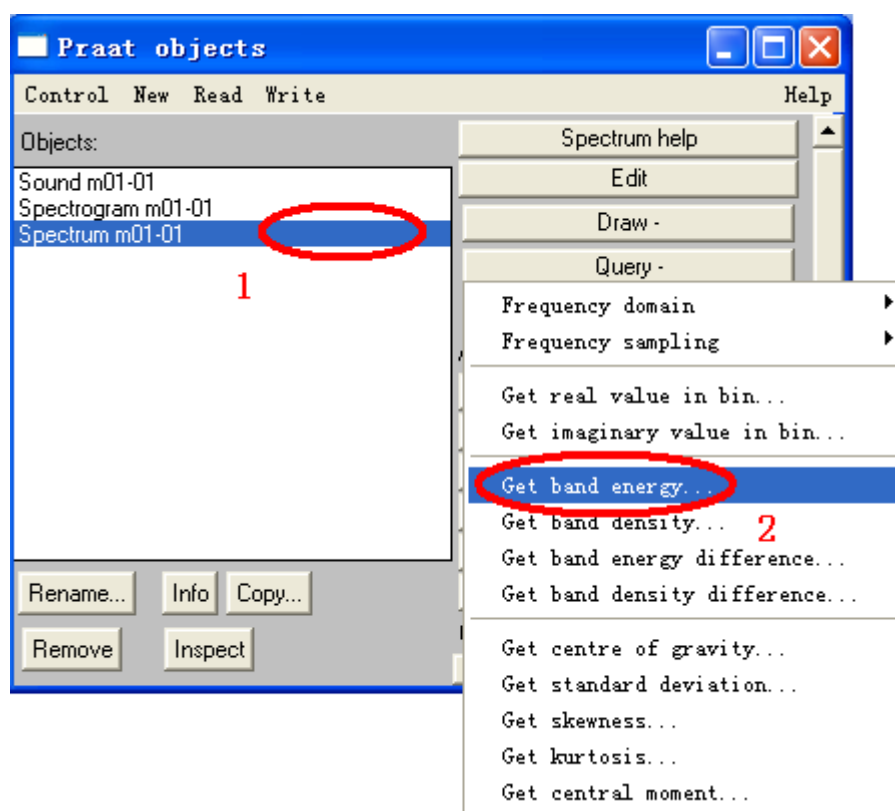 Praat objects
Control New Read Write Help
Objects:
Sound m01-01
Spectrogram m01-01
Spectrum m01-01
1
Spectrum help
Edit
Draw -
Query -
Frequency domain
Frequency sampling
Get real value in bin...
Get imaginary value in bin...
Get band energy...
Get band density...
2
Get band energy difference...
Get band density difference...
Get centre of gravity...
Get standard deviation...
Get skewness...
Get kurtosis...
Get central moment...
Rename... Info Copy...
Remove Inspect